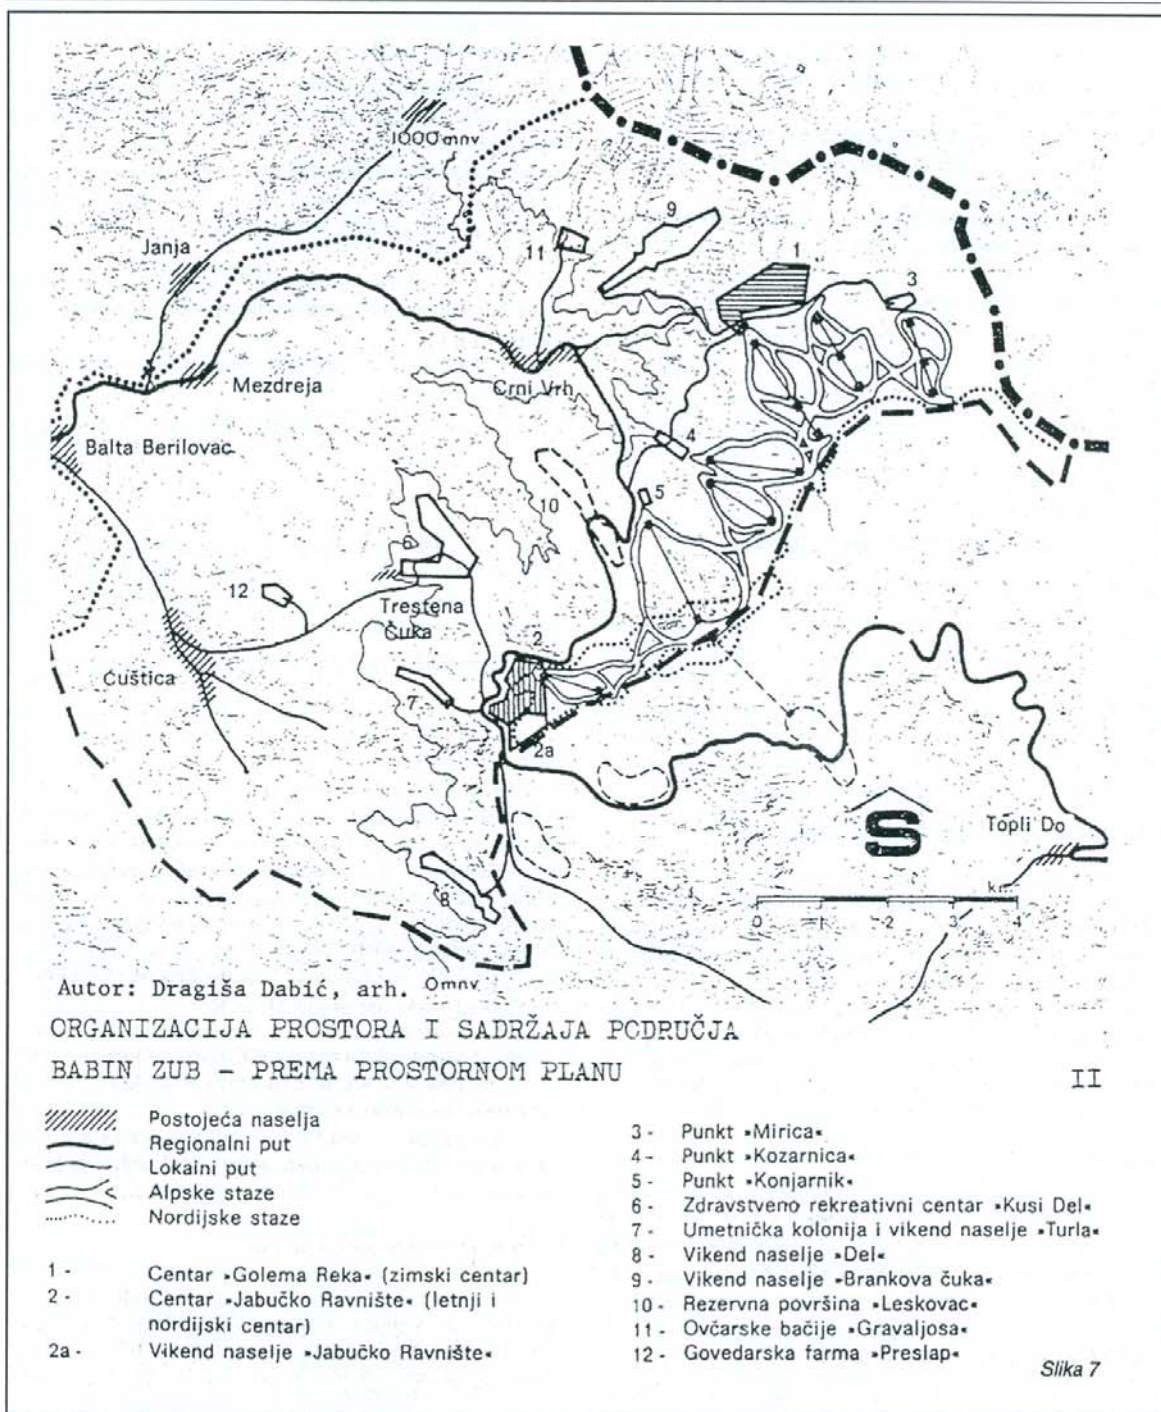 1000 mnv
9
11
1
3
Janja
Mezdreja
Crni Vrh
Balta Berilovac
4
5
10
6
12
Trestena
Čuka
2
Ćuštica
7
2a
S
Topli Do
km
0 1 2 3 4
8
Omnv
Autor: Dragiša Dabić, arh.
ORGANIZACIJA PROSTORA I SADRŽAJA PODRUČJA
BABIN ZUB - PREMA PROSTORNOM PLANU
II
Postojeća naselja
Regionalni put
Lokalni put
Alpske staze
Nordijske staze
1 - Centar »Golema Reka« (zimski centar)
2 - Centar »Jabučko Ravnište« (letnji i
nordijski centar)
2a - Vikend naselje »Jabučko Ravnište«
3 - Punkt »Mirica«
4 - Punkt »Kozarnica«
5 - Punkt »Konjarnik«
6 - Zdravstveno rekreativni centar »Kusi Del«
7 - Umetnička kolonija i vikend naselje »Turla«
8 - Vikend naselje »Del«
9 - Vikend naselje »Brankova čuka«
10 - Rezervna površina »Leskovac«
11 - Ovčarske bačije »Gravaljosa«
12 - Govedarska farma »Preslap«
Slika 7